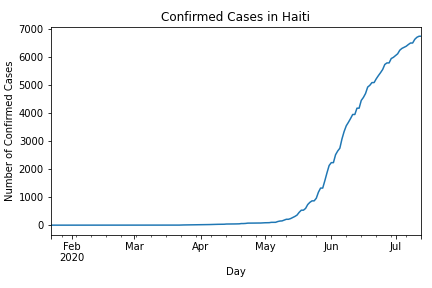 Confirmed Cases in Haiti
Number of Confirmed Cases
7000
6000
5000
4000
3000
2000
1000
0
Feb Mar Apr May Jun Jul
2020
Day